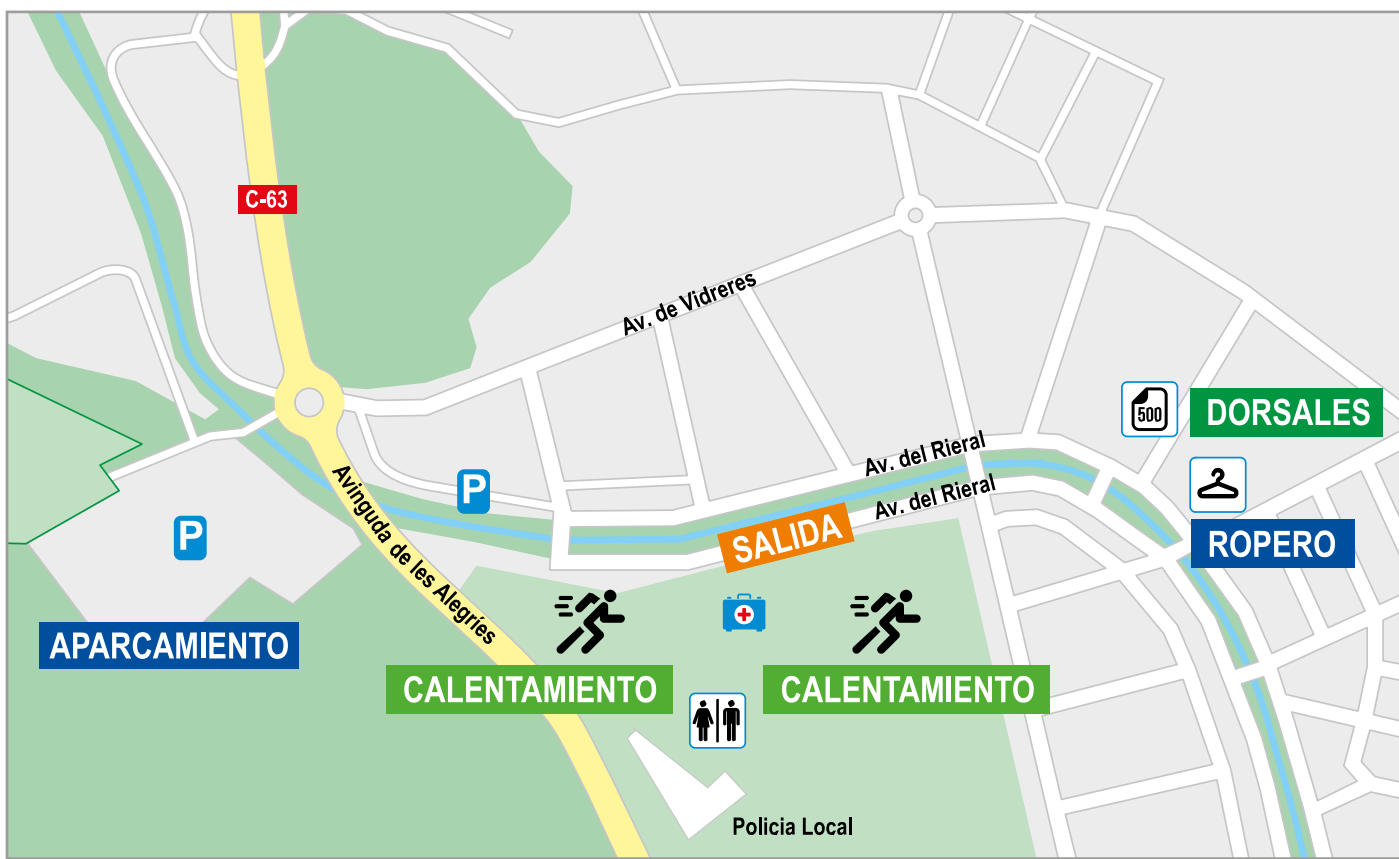 C-63
Av. de Vidreres
500
DORSALES
Av. del Rieral
Av. del Rieral
P
P
Avinguda de les Alegríes
SALIDA
ROPERO
APARCAMIENTO
CALENTAMIENTO
CALENTAMIENTO
Policia Local